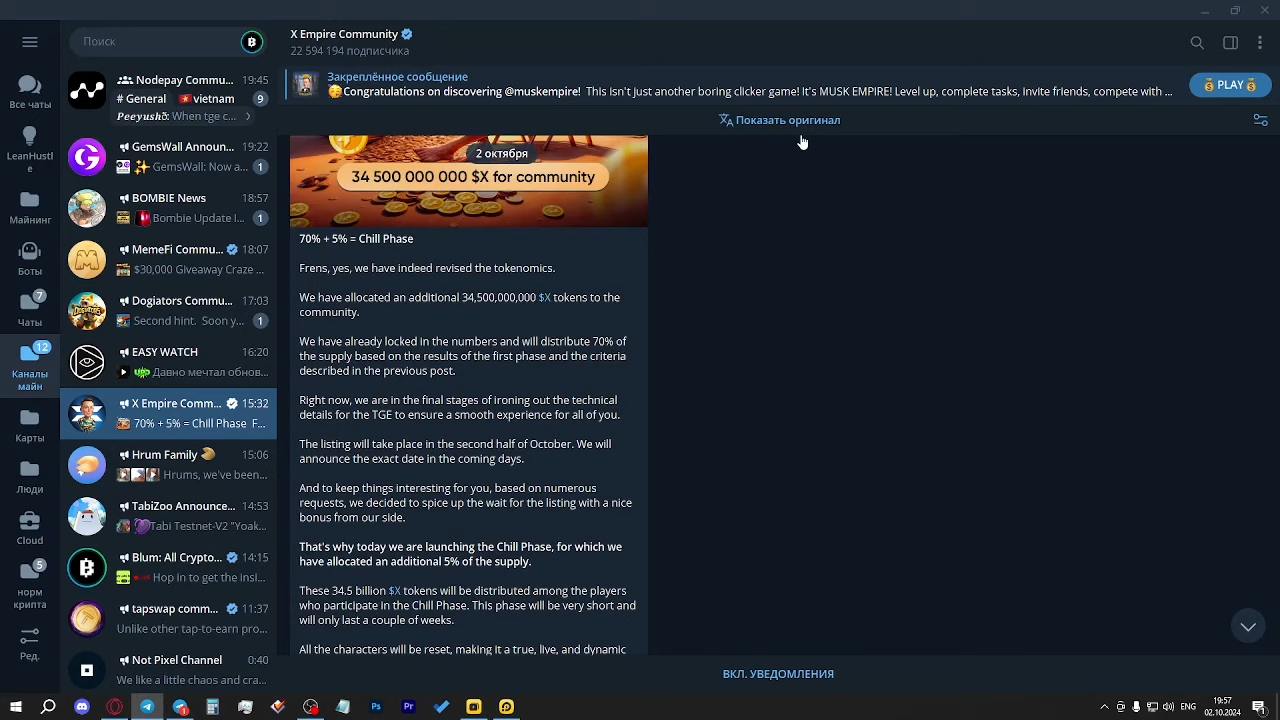 Поиск
X Empire Community
22 594 194 подписчика
Закреплённое сообщение
Congratulations on discovering @muskempire! This isn't just another boring clicker game! It's MUSK EMPIRE! Level up, complete tasks, invite friends, compete with ...
PLAY
Показать оригинал
Все чаты
LeanHustl
e
Майнинг
Боты
7
Чаты
12
Каналы
майн
Карты
Люди
Cloud
5
норм
крипта
Ред.
Nodepay Commu... 19:45
# General vietnam 9
Peeyush: When tge c...
GemsWall Announ... 19:22
GemsWall: Now a... 1
BOMBIE News 18:57
Bombie Update I... 1
MemeFi Commu... 18:07
$30,000 Giveaway Craze ...
Dogiators Commu... 17:03
Second hint. Soon y... 1
EASY WATCH 16:20
Давно мечтал обнов...
X Empire Comm... 15:32
70% + 5% = Chill Phase F...
Hrum Family 15:06
Hrums, we've been...
TabiZoo Announce... 14:53
Tabi Testnet-V2 "Yoak...
Blum: All Crypto... 14:15
Hop in to get the insi...
tapswap comm... 11:37
Unlike other tap-to-earn pro...
Not Pixel Channel 0:40
We like a little chaos and cra...
2 октября
34 500 000 000 $X for community
70% + 5% = Chill Phase
Frens, yes, we have indeed revised the tokenomics.
We have allocated an additional 34,500,000,000 $X tokens to the
community.
We have already locked in the numbers and will distribute 70% of
the supply based on the results of the first phase and the criteria
described in the previous post.
Right now, we are in the final stages of ironing out the technical
details for the TGE to ensure a smooth experience for all of you.
The listing will take place in the second half of October. We will
announce the exact date in the coming days.
And to keep things interesting for you, based on numerous
requests, we decided to spice up the wait for the listing with a nice
bonus from our side.
That's why today we are launching the Chill Phase, for which we
have allocated an additional 5% of the supply.
These 34.5 billion $X tokens will be distributed among the players
who participate in the Chill Phase. This phase will be very short and
will only last a couple of weeks.
All the characters will be reset, making it a true, live, and dynamic
ВКЛ. УВЕДОМЛЕНИЯ
Ps
Pr
ENG
19:57
02.10.2024